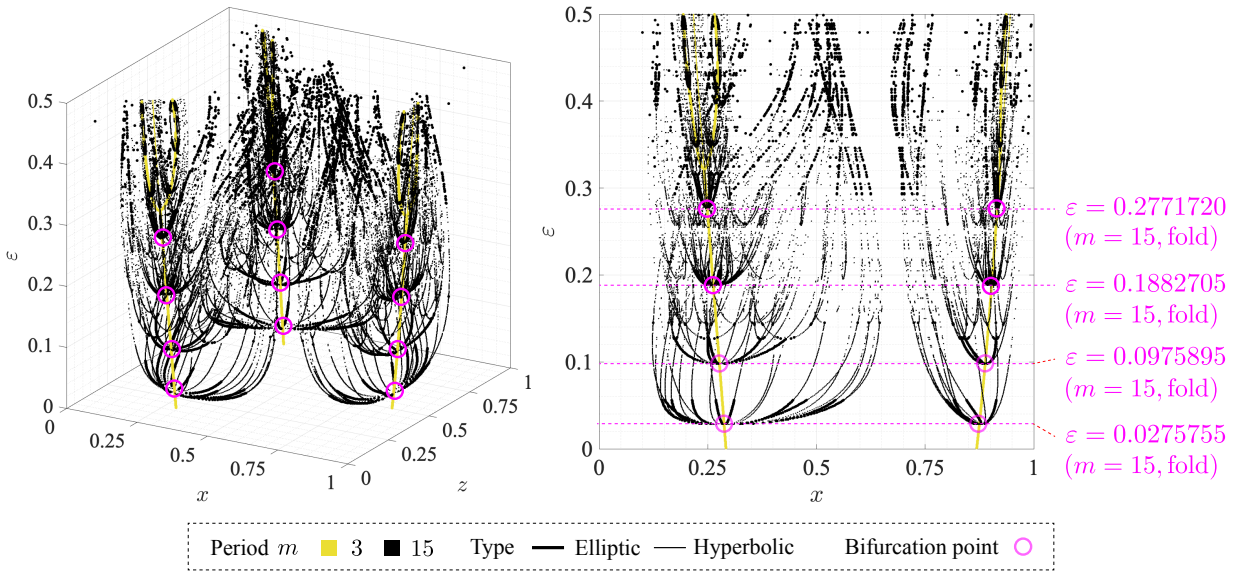 0.5
0.4
0.3
0.2
0.1
0
ε
0
0.25
0.5
0.75
1
x
0
0.25
0.5
0.75
1
z
0.5
0.4
0.3
0.2
0.1
0
ε
0
0.25
0.5
0.75
1
x
ε = 0.2771720
(m = 15, fold)
ε = 0.1882705
(m = 15, fold)
ε = 0.0975895
(m = 15, fold)
ε = 0.0275755
(m = 15, fold)
Period m 3 15 Type Elliptic Hyperbolic Bifurcation point